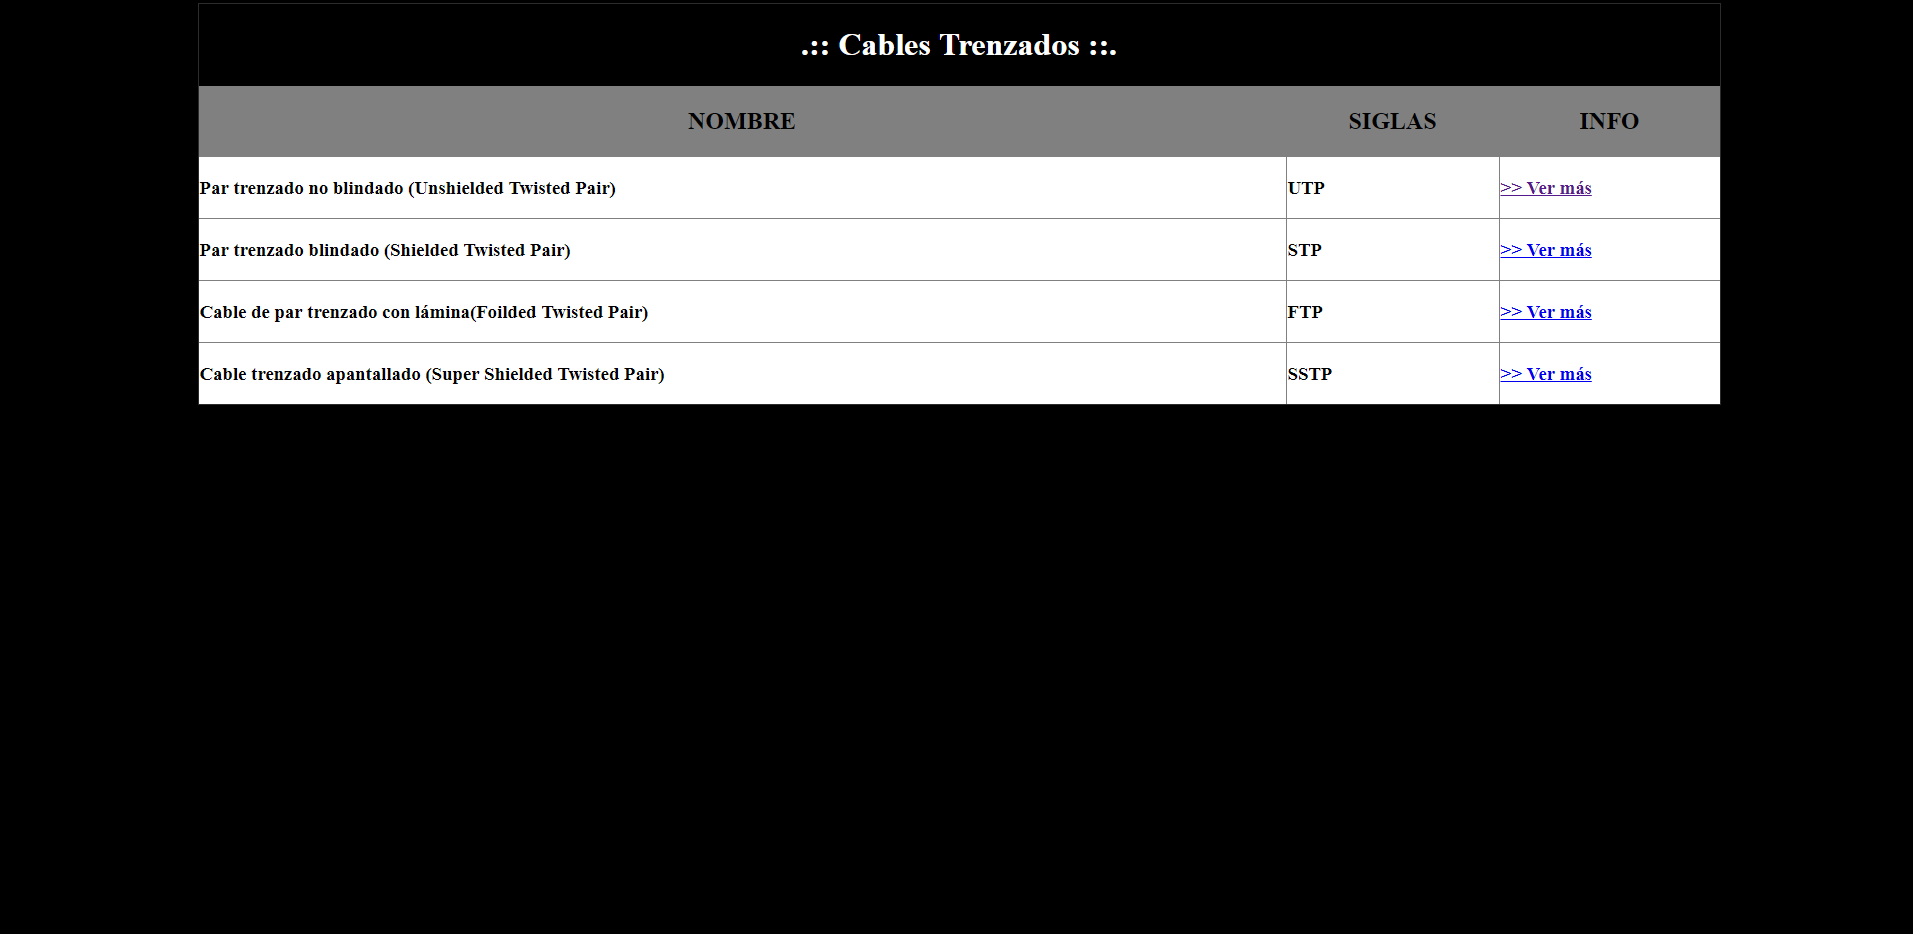 .:: Cables Trenzados ::.
NOMBRE SIGLAS INFO
Par trenzado no blindado (Unshielded Twisted Pair) UTP >> Ver más
Par trenzado blindado (Shielded Twisted Pair) STP >> Ver más
Cable de par trenzado con lámina(Foilded Twisted Pair) FTP >> Ver más
Cable trenzado apantallado (Super Shielded Twisted Pair) SSTP >> Ver más